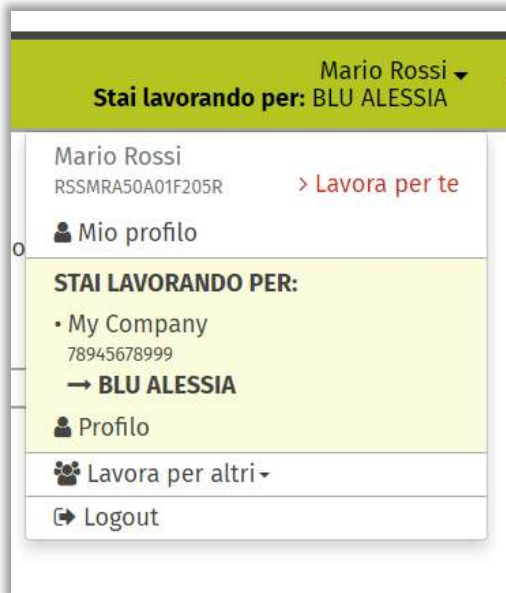 Mario Rossi
Stai lavorando per: BLU ALESSIA
Mario Rossi
RSSMRA50A01F205R
> Lavora per te
Mio profilo
o
STAI LAVORANDO PER:
• My Company
78945678999
→ BLU ALESSIA
Profilo
Lavora per altri
Logout